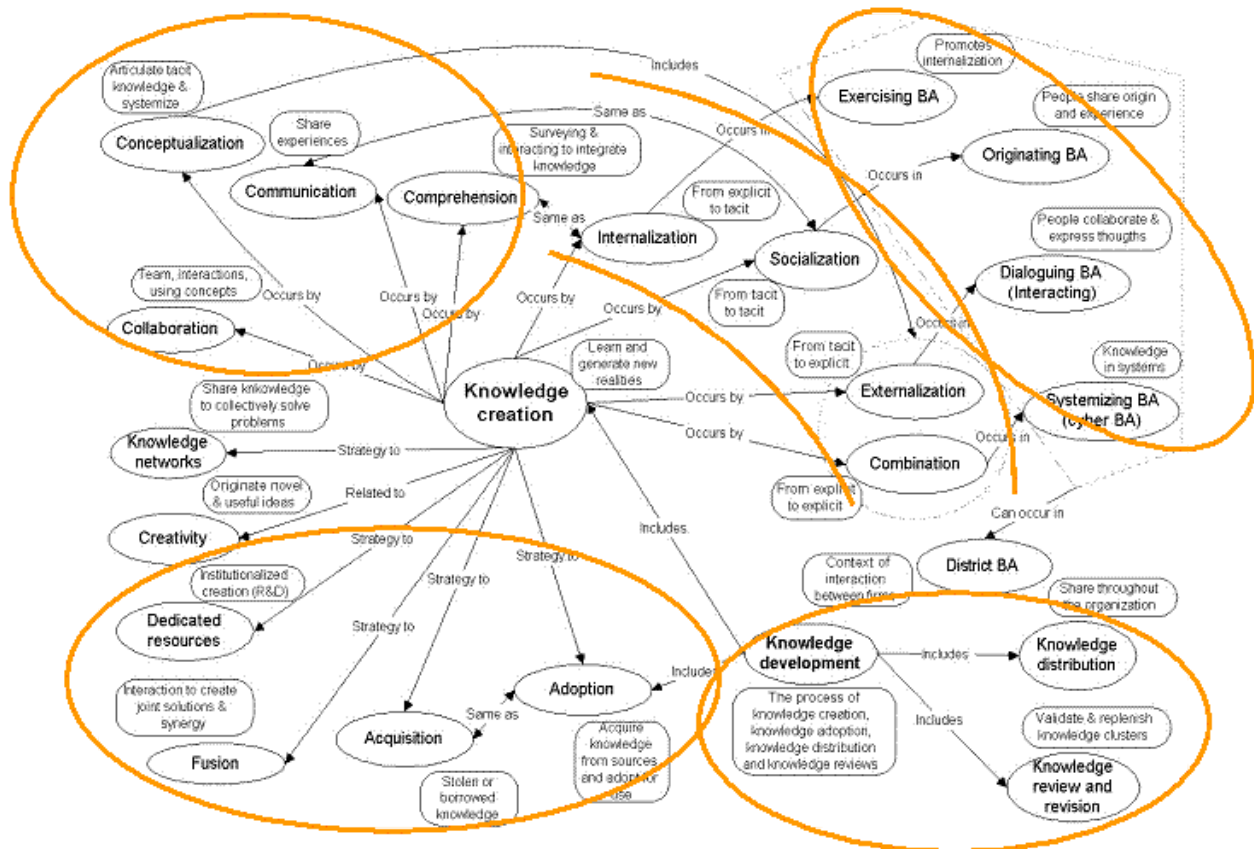 Promotes
internalization
Articulate tacit
knowledge &
systemize
Includes
Exercising BA
People share origin
and experience
Share
experiences
Same as
Surveying &
interacting to integrate
knowledge
Occurs in
Conceptualization
Originating BA
Communication
Comprehension
Occurs in
From explicit
to tacit
Same as
Internalization
People collaborate &
express thougths
Socialization
Team, interactions,
using concepts
Occurs by
Occurs by
Occurs by
Occurs by
Occurs by
From tacit
to tacit
Dialoguing BA
(Interacting)
Collaboration
Occurs by
Occurs in
Learn and
generate new
realities
From tacit
to explicit
Knowledge
in systems
Share knkowledge
to collectively solve
problems
Knowledge
creation
Occurs by
Externalization
Systemizing BA
(cyber BA)
Knowledge
networks
Strategy to
Occurs by
Occurs in
Combination
Originate novel
& useful ideas
Related to
From explicit
to explicit
Can occur in
Creativity
Strategy to
Strategy to
Strategy to
Strategy to
Includes
Institutionalized
creation (R&D)
Context of
interaction
between firms
District BA
Share throughout
the organization
Dedicated
resources
Knowledge
development
Includes
Knowledge
distribution
Includes
Interaction to create
joint solutions &
synergy
Adoption
Same as
Acquisition
The process of
knowledge creation,
knowledge adoption,
knowledge distribution
and knowledge reviews
Includes
Validate & replenish
knowledge clusters
Fusion
Acquire
knowledge
from sources
and adopt for
use
Stolen or
borrowed
knowledge
Knowledge
review and
revision